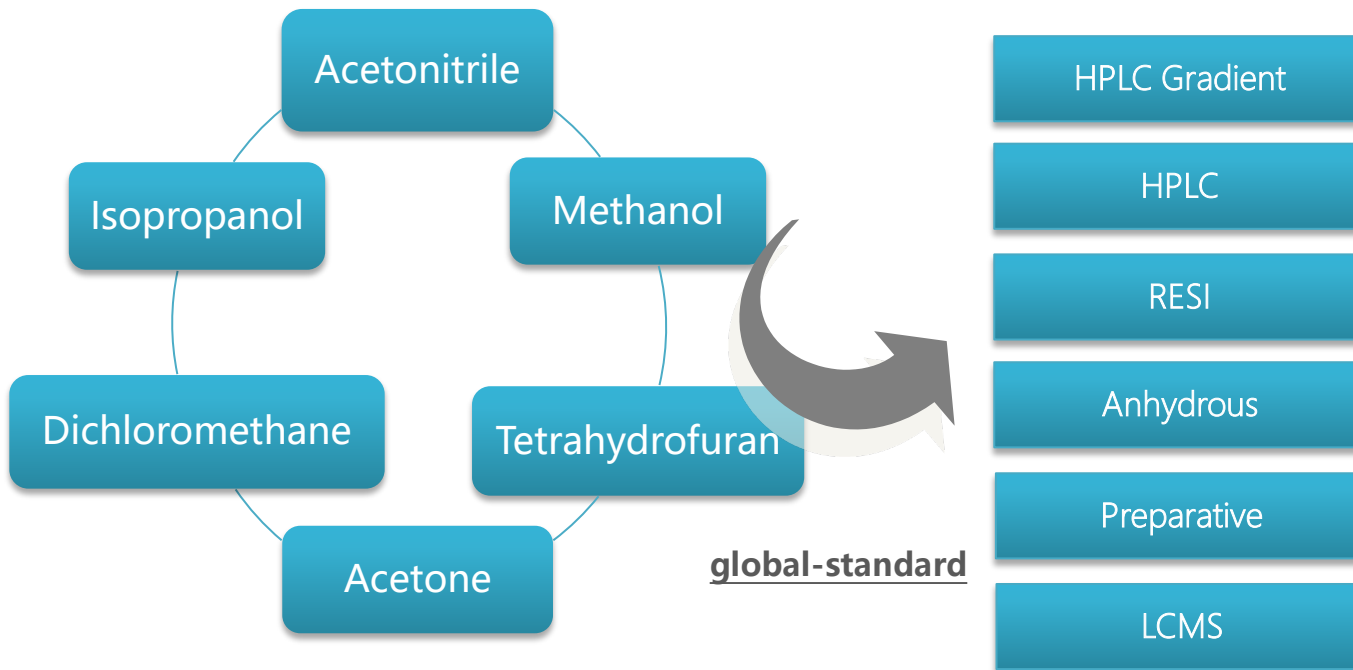 Acetonitrile
Methanol
Tetrahydrofuran
Acetone
Dichloromethane
Isopropanol
global-standard
HPLC Gradient
HPLC
RESI
Anhydrous
Preparative
LCMS